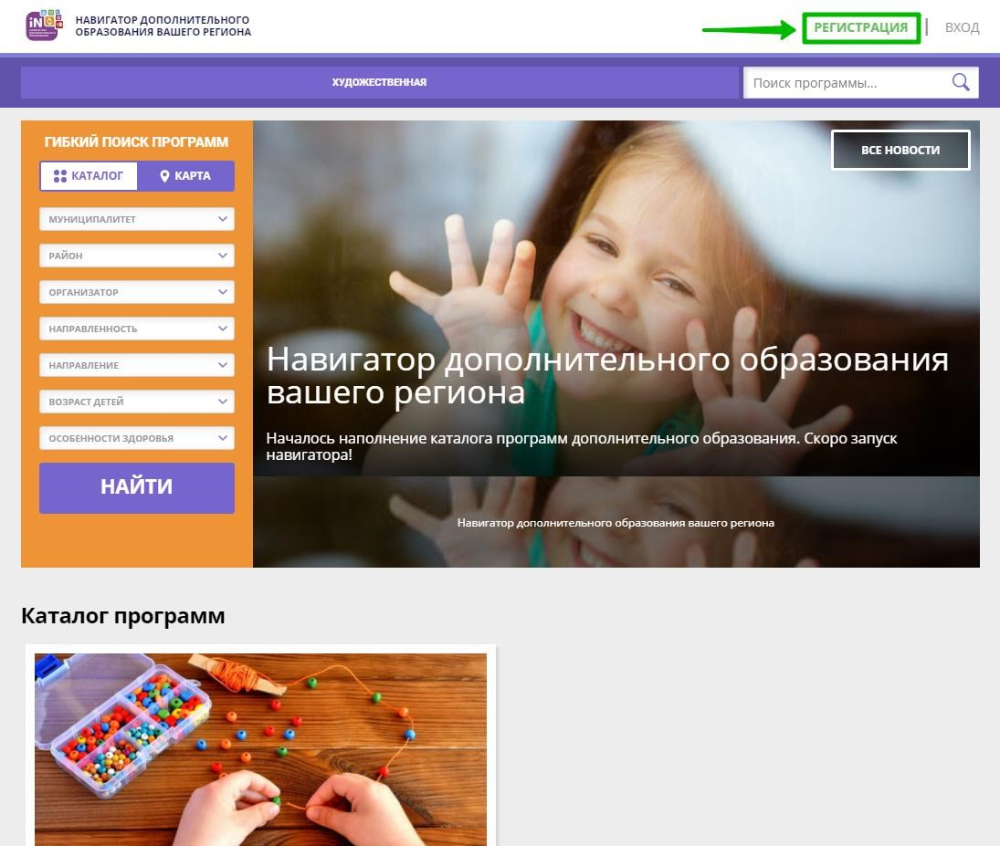 НАВИГАТОР ДОПОЛНИТЕЛЬНОГО
ОБРАЗОВАНИЯ ВАШЕГО РЕГИОНА
РЕГИСТРАЦИЯ
ВХОД
ХУДОЖЕСТВЕННАЯ
Поиск программы...
ГИБКИЙ ПОИСК ПРОГРАММ
КАТАЛОГ
КАРТА
МУНИЦИПАЛИТЕТ
РАЙОН
ОРГАНИЗАТОР
НАПРАВЛЕННОСТЬ
НАПРАВЛЕНИЕ
ВОЗРАСТ ДЕТЕЙ
ОСОБЕННОСТИ ЗДОРОВЬЯ
НАЙТИ
ВСЕ НОВОСТИ
Навигатор дополнительного образования
вашего региона
Началось наполнение каталога программ дополнительного образования. Скоро запуск
навигатора!
Навигатор дополнительного образования вашего региона
Каталог программ